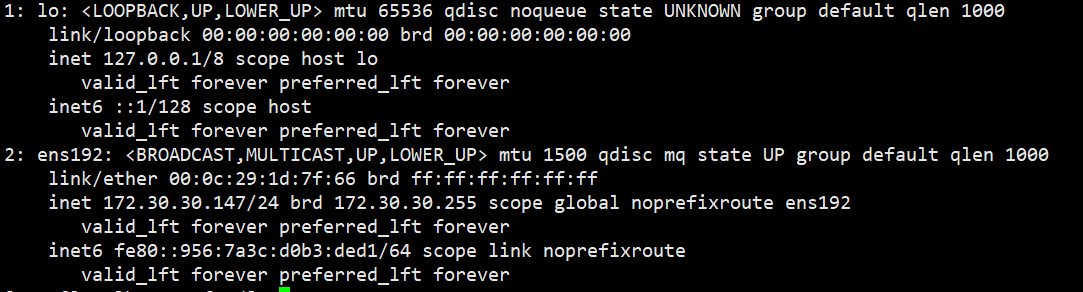 1: lo: <LOOPBACK,UP,LOWER_UP> mtu 65536 qdisc noqueue state UNKNOWN group default qlen 1000
link/loopback 00:00:00:00:00:00 brd 00:00:00:00:00:00
inet 127.0.0.1/8 scope host lo
valid_lft forever preferred_lft forever
inet6 ::1/128 scope host
valid_lft forever preferred_lft forever
2: ens192: <BROADCAST,MULTICAST,UP,LOWER_UP> mtu 1500 qdisc mq state UP group default qlen 1000
link/ether 00:0c:29:1d:7f:66 brd ff:ff:ff:ff:ff:ff
inet 172.30.30.147/24 brd 172.30.30.255 scope global noprefixroute ens192
valid_lft forever preferred_lft forever
inet6 fe80::956:7a3c:d0b3:ded1/64 scope link noprefixroute
valid_lft forever preferred_lft forever